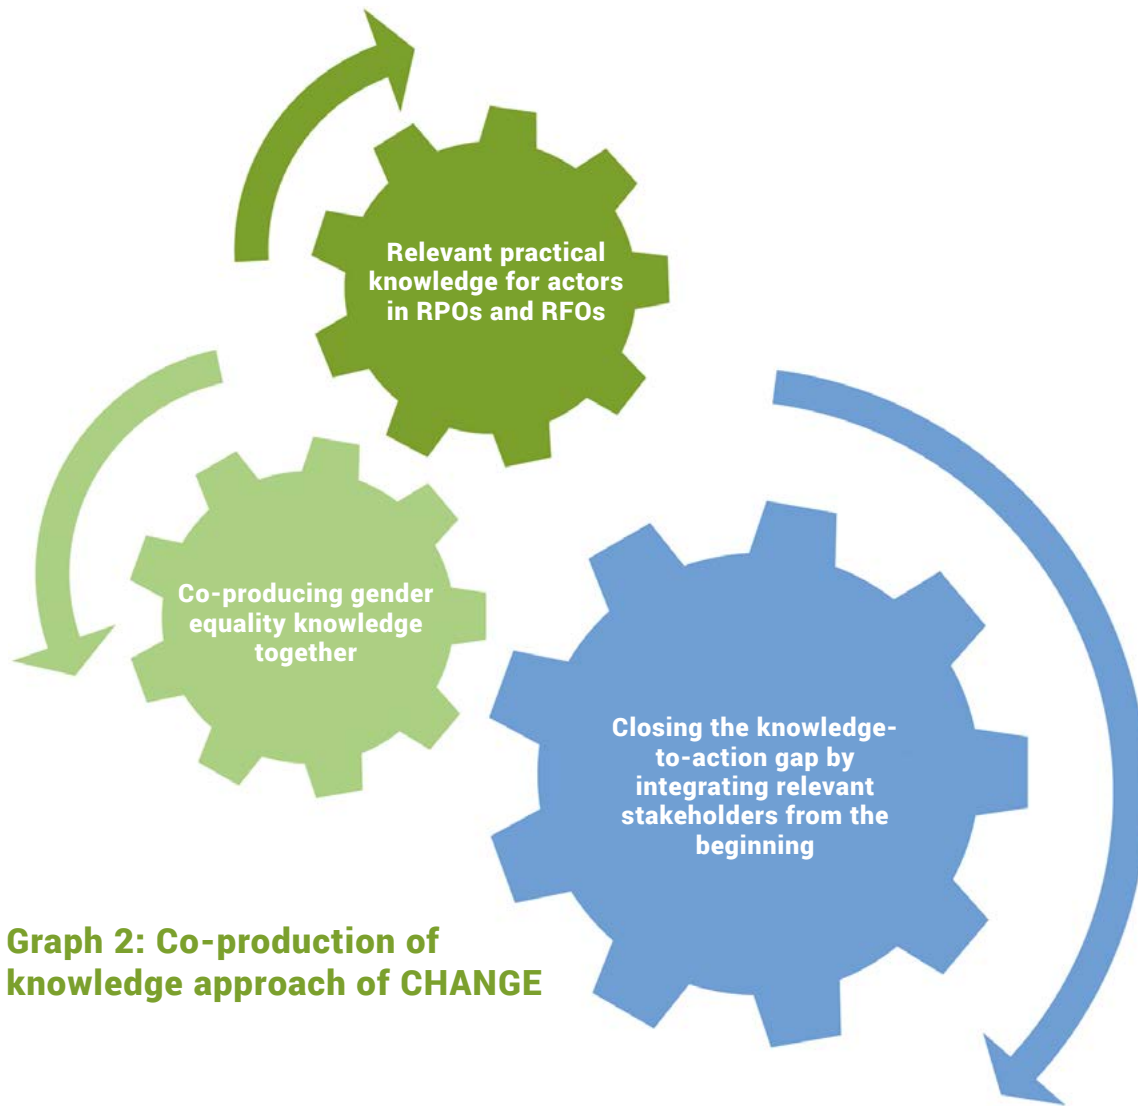 Relevant practical
knowledge for actors
in RPOs and RFOs
Co-producing gender
equality knowledge
together
Closing the knowledge-
to-action gap by
integrating relevant
stakeholders from the
beginning
Graph 2: Co-production of
knowledge approach of CHANGE